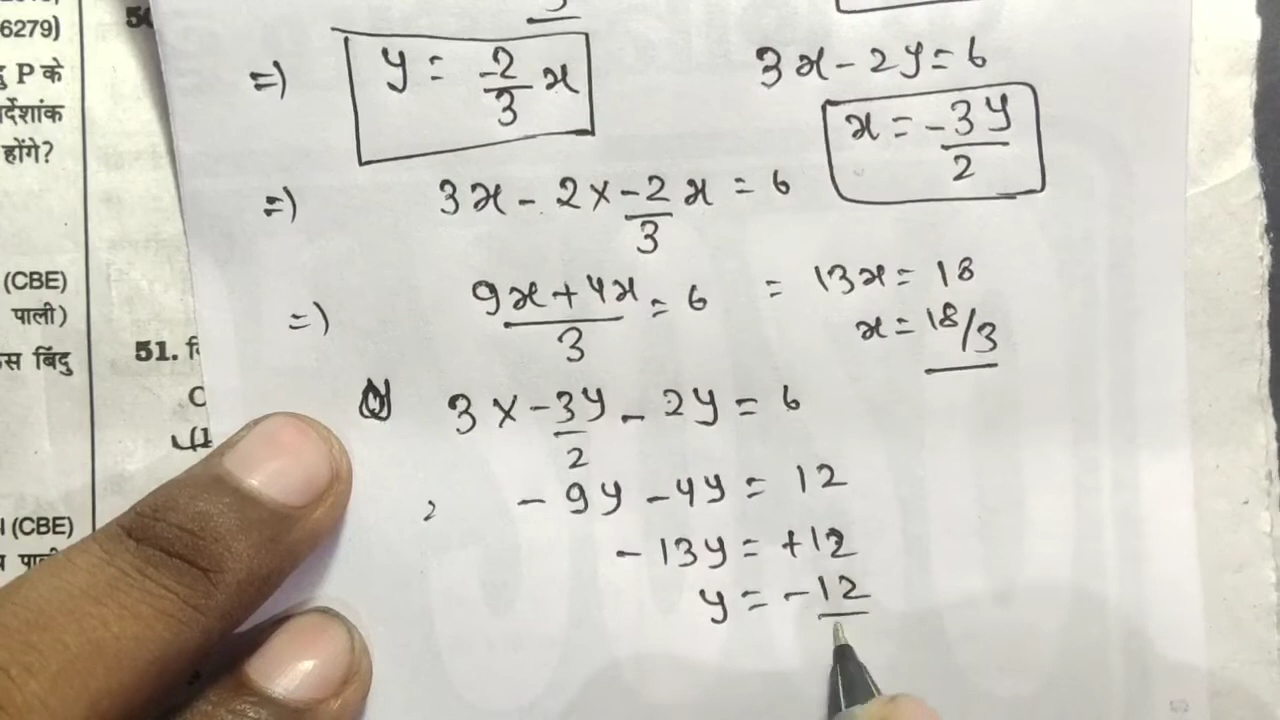 6279)
P के
र्देशांक
होंगे?
(CBE)
पाली)
बिंदु
(CBE)
51.
=) y = -2/3 x
3x - 2y = 6
x = -3y/2
=) 3x - 2 × -2/3 x = 6
=) 9x + 4x/3 = 6 = 13x = 18
x = 18/3
3 × -3y/2 - 2y = 6
, - 9y - 4y = 12
- 13y = +12
y = - 12